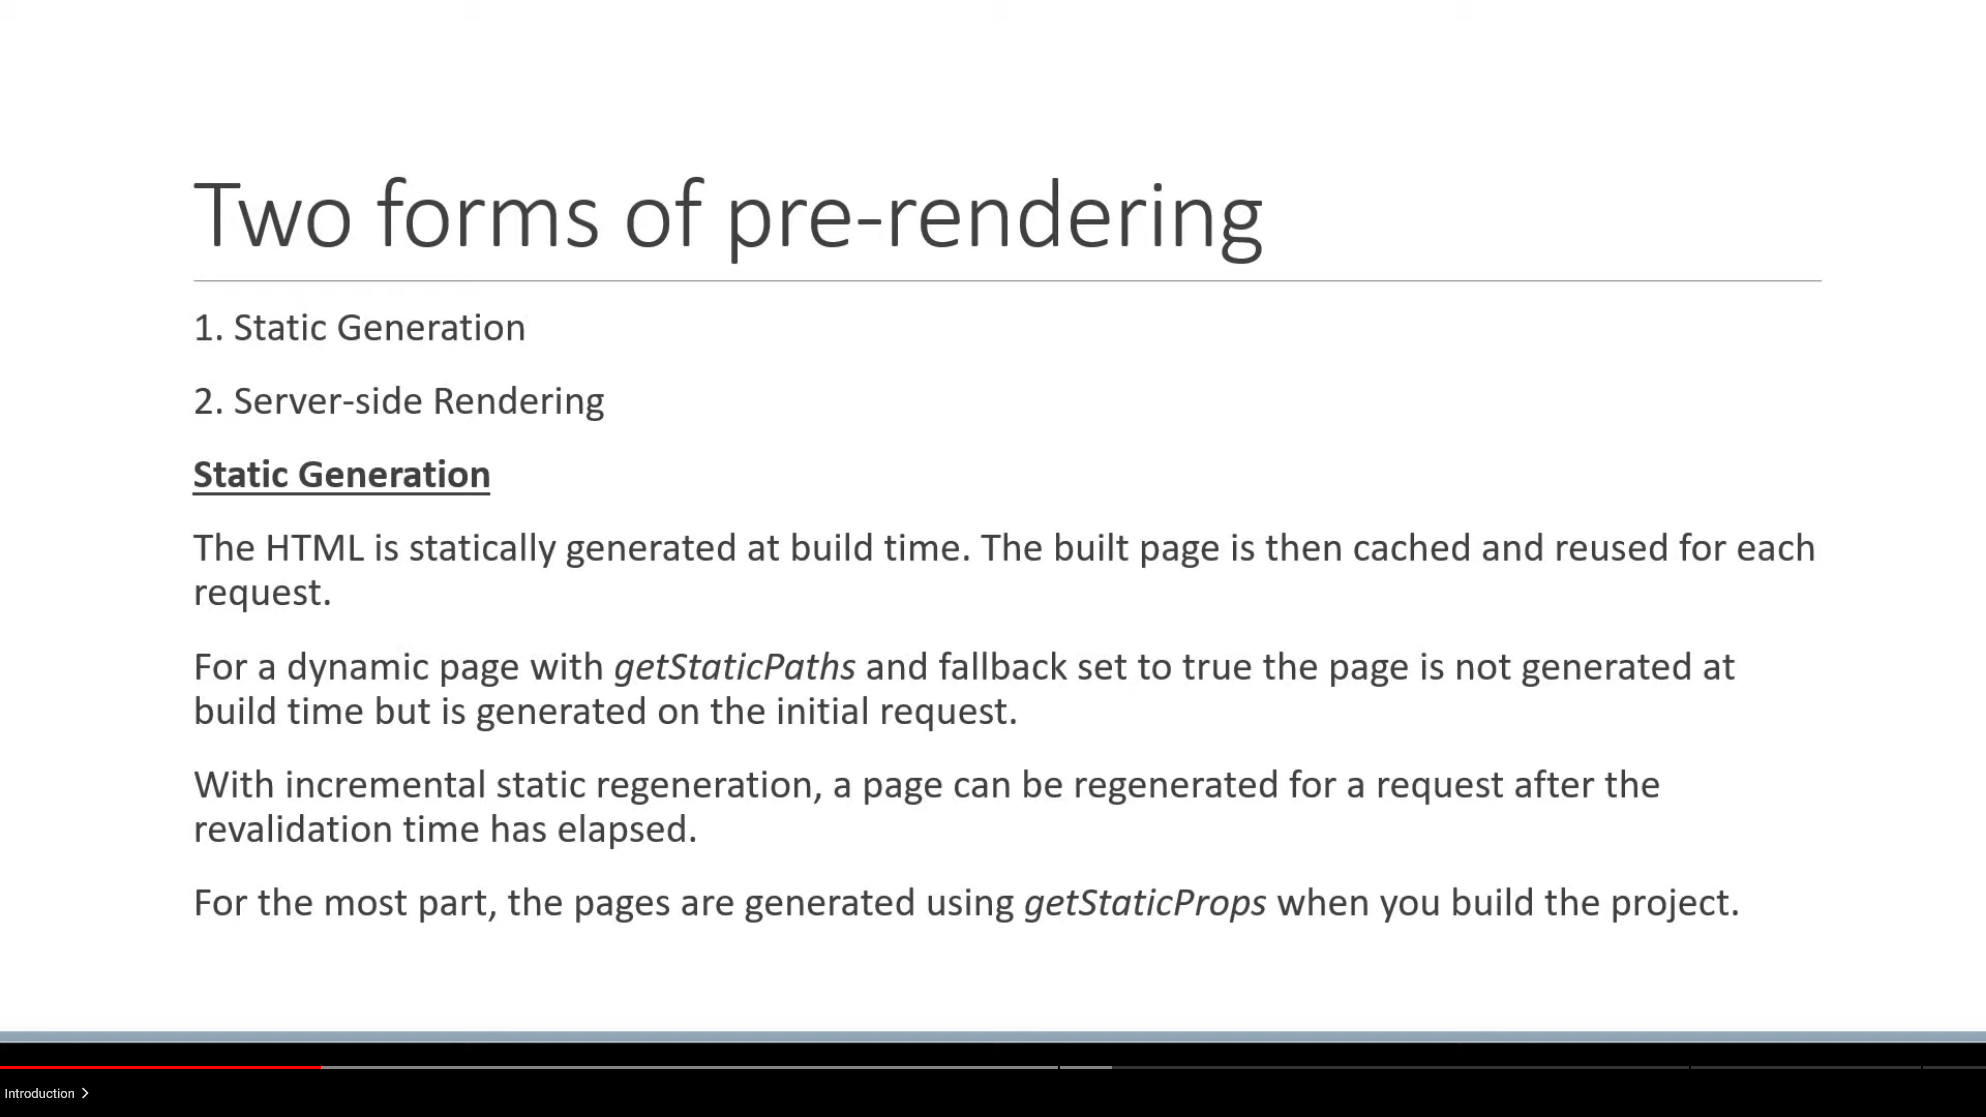 Two forms of pre-rendering
1. Static Generation
2. Server-side Rendering
Static Generation
The HTML is statically generated at build time. The built page is then cached and reused for each
request.
For a dynamic page with getStaticPaths and fallback set to true the page is not generated at
build time but is generated on the initial request.
With incremental static regeneration, a page can be regenerated for a request after the
revalidation time has elapsed.
For the most part, the pages are generated using getStaticProps when you build the project.
Introduction